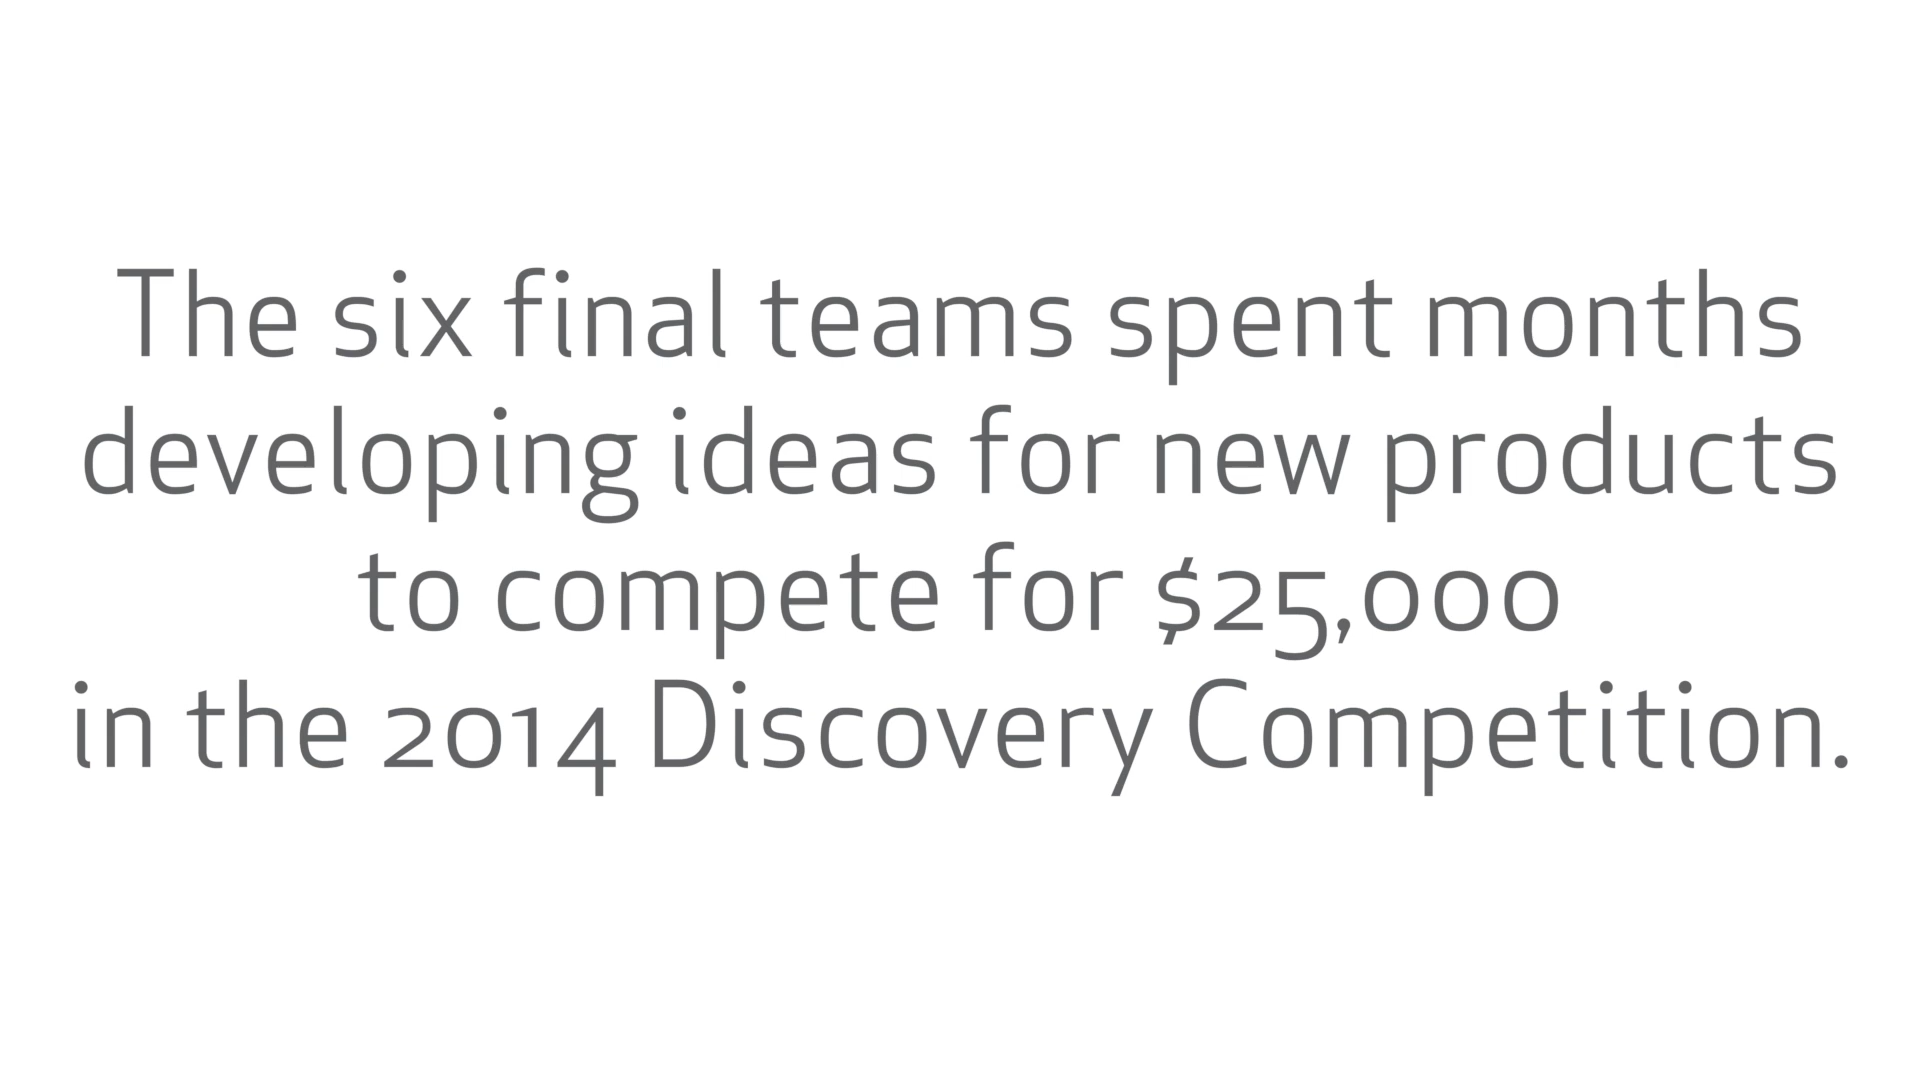 The six final teams spent months
developing ideas for new products
to compete for $25,000
in the 2014 Discovery Competition.